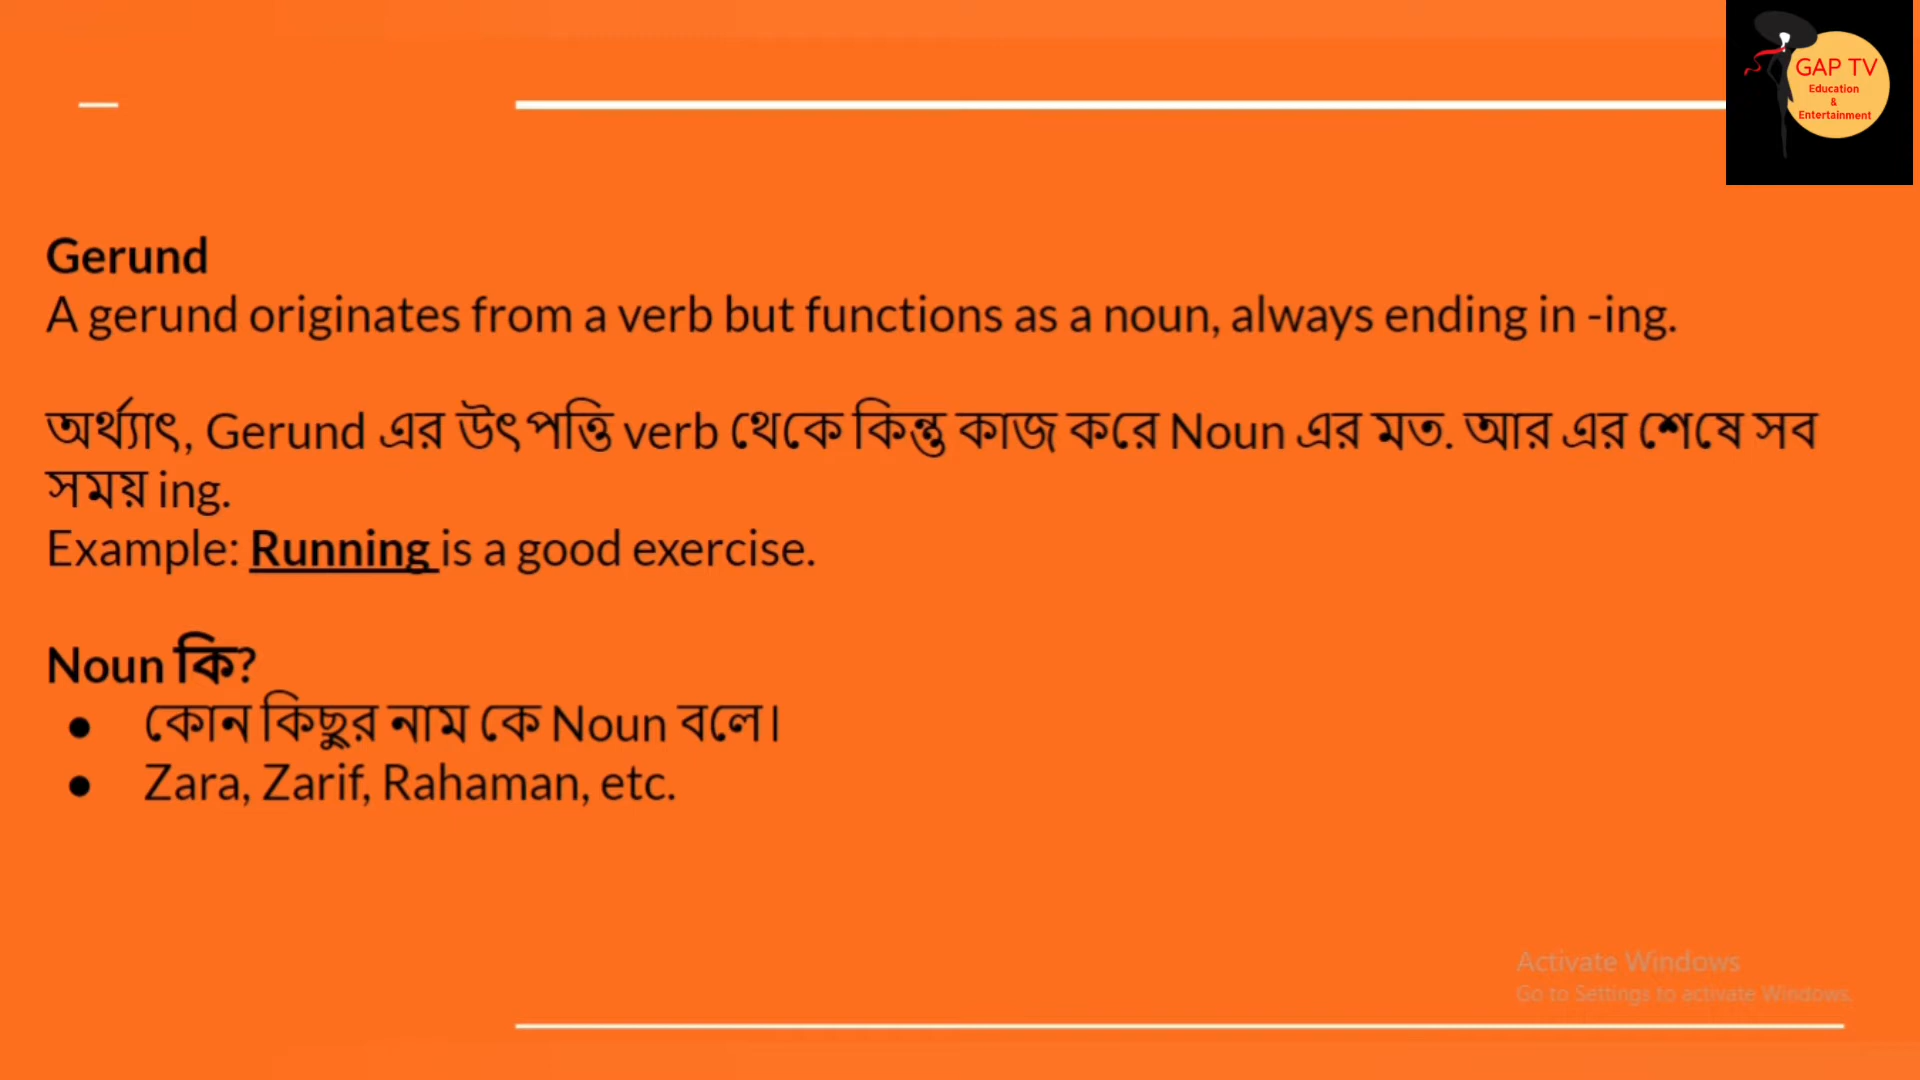 GAP TV
Education
&
Entertainment
Gerund
A gerund originates from a verb but functions as a noun, always ending in -ing.
অর্থ্যাৎ, Gerund এর উৎপত্তি verb থেকে কিন্তু কাজ করে Noun এর মত. আর এর শেষে সব
সময় ing.
Example: Running is a good exercise.
Noun কি?
● কোন কিছুর নাম কে Noun বলে।
● Zara, Zarif, Rahaman, etc.
Activate Windows
Go to Settings to activate Windows.